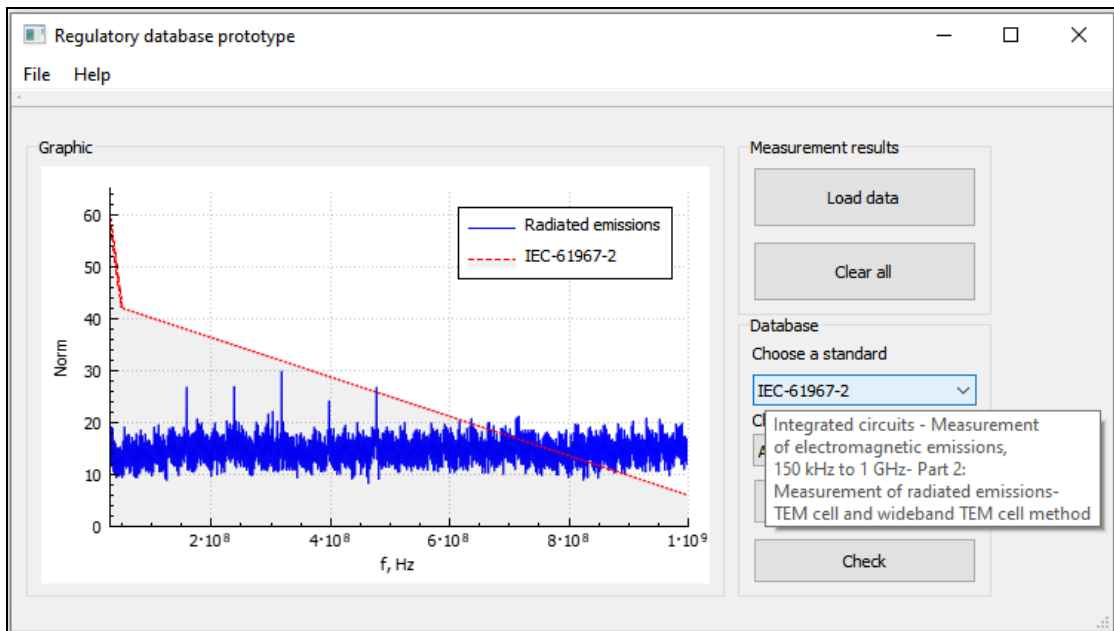 Regulatory database prototype
File Help
Graphic
Norm
60
50
40
30
20
10
0
2·10⁸
4·10⁸
6·10⁸
8·10⁸
1·10⁹
f, Hz
Radiated emissions
IEC-61967-2
Measurement results
Load data
Clear all
Database
Choose a standard
IEC-61967-2
Integrated circuits - Measurement
of electromagnetic emissions,
150 kHz to 1 GHz- Part 2:
Measurement of radiated emissions-
TEM cell and wideband TEM cell method
Check